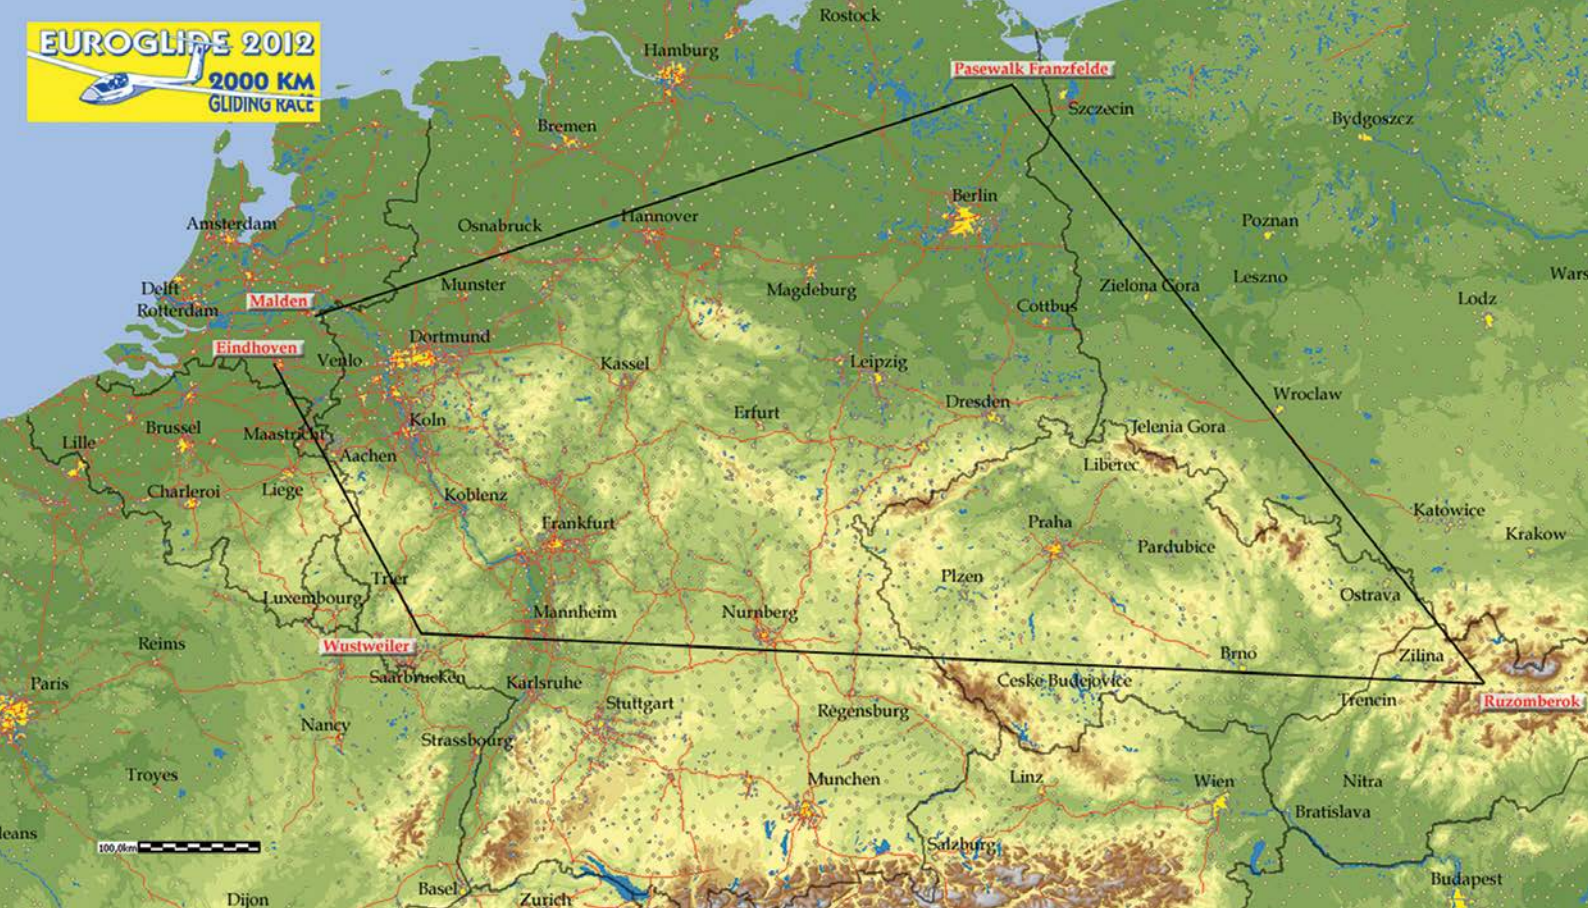 EUROGLIDE 2012
2000 KM
GLIDING RACE
Rostock
Hamburg
Pasewalk Franzfelde
Szczecin
Bydgoszcz
Bremen
Berlin
Amsterdam
Osnabruck
Hannover
Poznan
Delft
Malden
Munster
Magdeburg
Zielona Gora
Leszno
Wars
Rotterdam
Cottbus
Lodz
Eindhoven
Venlo
Dortmund
Kassel
Leipzig
Wroclaw
Lille
Brussel
Maastricht
Koln
Erfurt
Dresden
Jelenia Gora
Aachen
Liberec
Charleroi
Liege
Koblenz
Frankfurt
Praha
Katowice
Krakow
Pardubice
Trier
Plzen
Ostrava
Luxembourg
Mannheim
Nurnberg
Reims
Wustweiler
Brno
Zilina
Paris
Saarbrucken
Karlsruhe
Ceske Budejovice
Trencin
Ruzomberok
Nancy
Stuttgart
Regensburg
Strassbourg
Troyes
Munchen
Linz
Wien
Nitra
Bratislava
leans
100,0km
Salzburg
Dijon
Basel
Zurich
Budapest